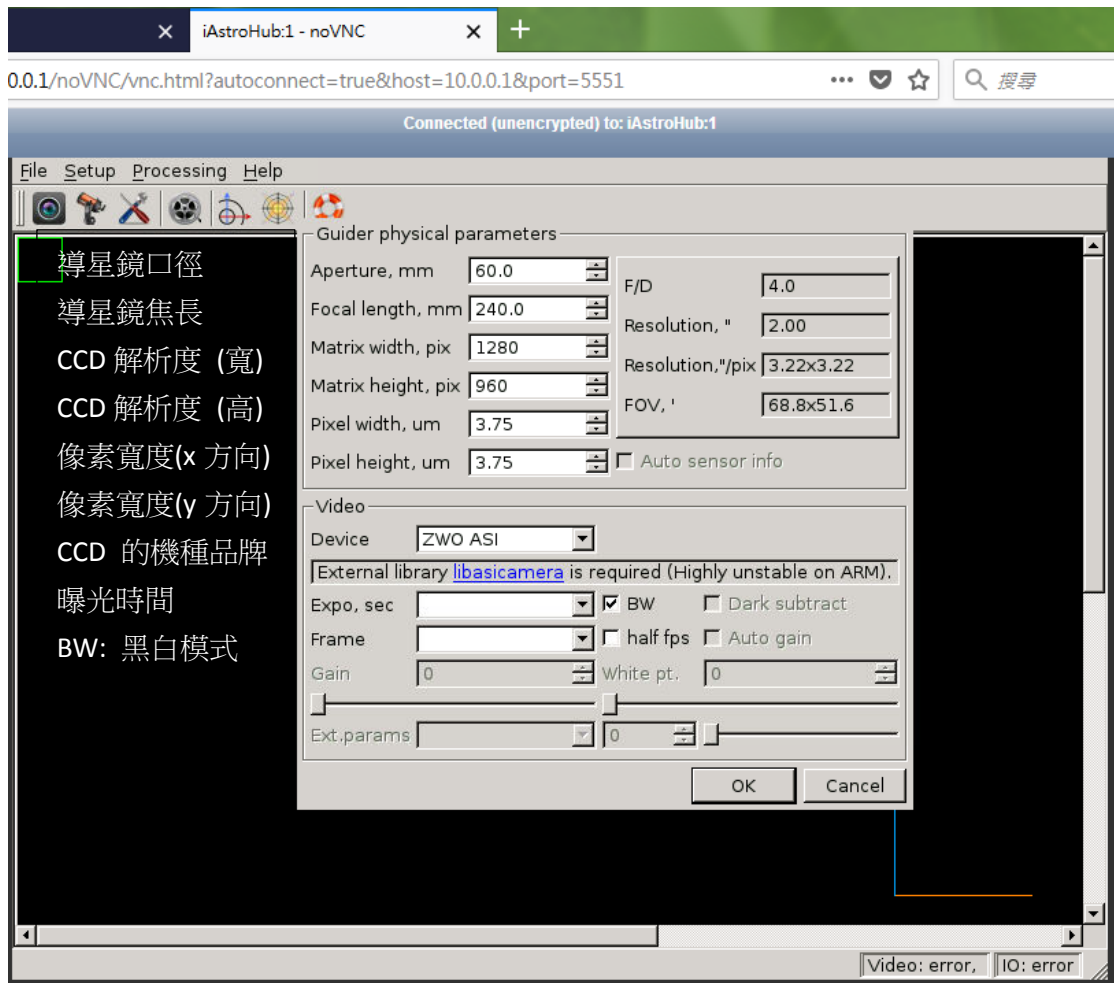 iAstroHub:1 - noVNC
0.0.1/noVNC/vnc.html?autoconnect=true&host=10.0.0.1&port=5551
搜尋
Connected (unencrypted) to: iAstroHub:1
File Setup Processing Help
導星鏡口徑
導星鏡焦長
CCD 解析度 (寬)
CCD 解析度 (高)
像素寬度(x 方向)
像素寬度(y 方向)
CCD 的機種品牌
曝光時間
BW: 黑白模式
Guider physical parameters
Aperture, mm 60.0
Focal length, mm 240.0
Matrix width, pix 1280
Matrix height, pix 960
Pixel width, um 3.75
Pixel height, um 3.75
F/D 4.0
Resolution, " 2.00
Resolution,"/pix 3.22x3.22
FOV, ' 68.8x51.6
Auto sensor info
Video
Device ZWO ASI
External library libasicamera is required (Highly unstable on ARM).
Expo, sec BW Dark subtract
Frame half fps Auto gain
Gain 0 White pt. 0
Ext.params 0
OK Cancel
Video: error, IO: error